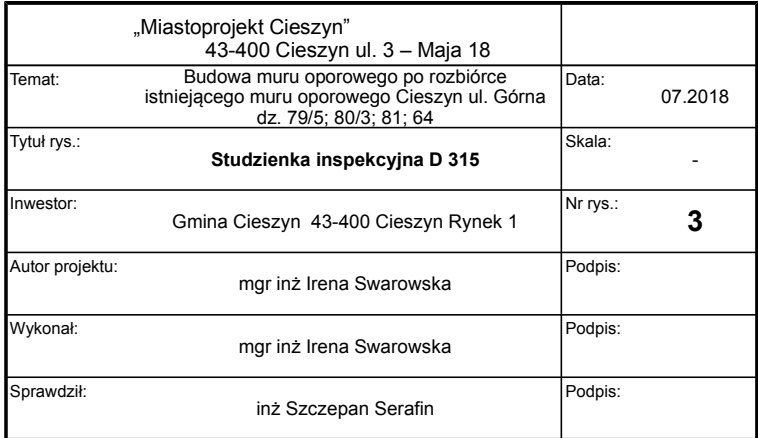 „Miastoprojekt Cieszyn”
43-400 Cieszyn ul. 3 – Maja 18
Temat:
Budowa muru oporowego po rozbiórce
istniejącego muru oporowego Cieszyn ul. Górna
dz. 79/5; 80/3; 81; 64
Data:
07.2018
Tytuł rys.:
Studzienka inspekcyjna D 315
Skala:
-
Inwestor:
Gmina Cieszyn 43-400 Cieszyn Rynek 1
Nr rys.:
3
Autor projektu:
mgr inż Irena Swarowska
Podpis:
Wykonał:
mgr inż Irena Swarowska
Podpis:
Sprawdził:
inż Szczepan Serafin
Podpis: